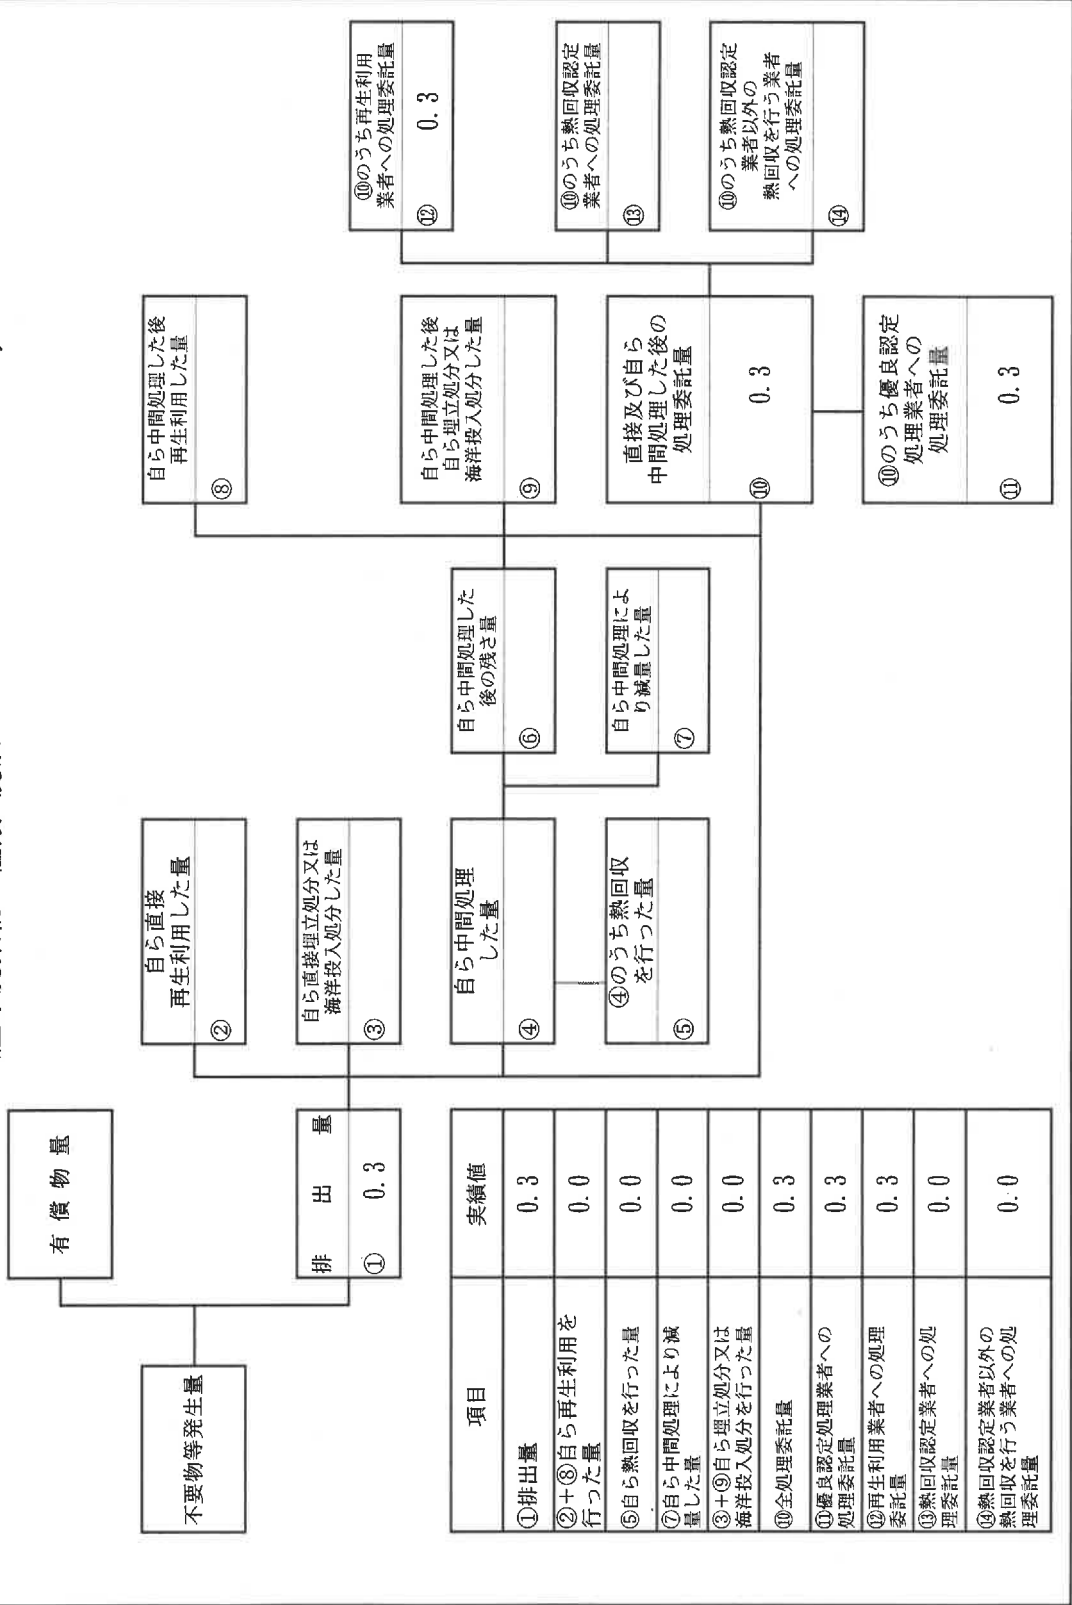 不要物等発生量
有償物量
排出量
① 0.3
自ら直接
再生利用した量
②
自ら直接埋立処分又は
海洋投入処分した量
③
自ら中間処理
した量
④
④のうち熱回収
を行った量
⑤
自ら中間処理した
後の残さ量
⑥
自ら中間処理によ
り減量した量
⑦
自ら中間処理した後
再生利用した量
⑧
自ら中間処理した後
自ら埋立処分又は
海洋投入処分した量
⑨
直接及び自ら
中間処理した後の
処理委託量
⑩ 0.3
⑩のうち優良認定
処理業者への
処理委託量
⑪ 0.3
⑩のうち再生利用
業者への処理委託量
⑫ 0.3
⑩のうち熱回収認定
業者への処理委託量
⑬
⑩のうち熱回収認定
業者以外の
熱回収を行う業者
への処理委託量
⑭
項目 実績値
①排出量 0.3
②+⑧自ら再生利用を
行った量 0.0
⑤自ら熱回収を行った量 0.0
⑦自ら中間処理により減
量した量 0.0
③+⑨自ら埋立処分又は
海洋投入処分を行った量 0.0
⑩全処理委託量 0.3
⑪優良認定処理業者への
処理委託量 0.3
⑫再生利用業者への処理
委託量 0.3
⑬熱回収認定業者への処
理委託量 0.0
⑭熱回収認定業者以外の
熱回収を行う業者への処
理委託量 0.0